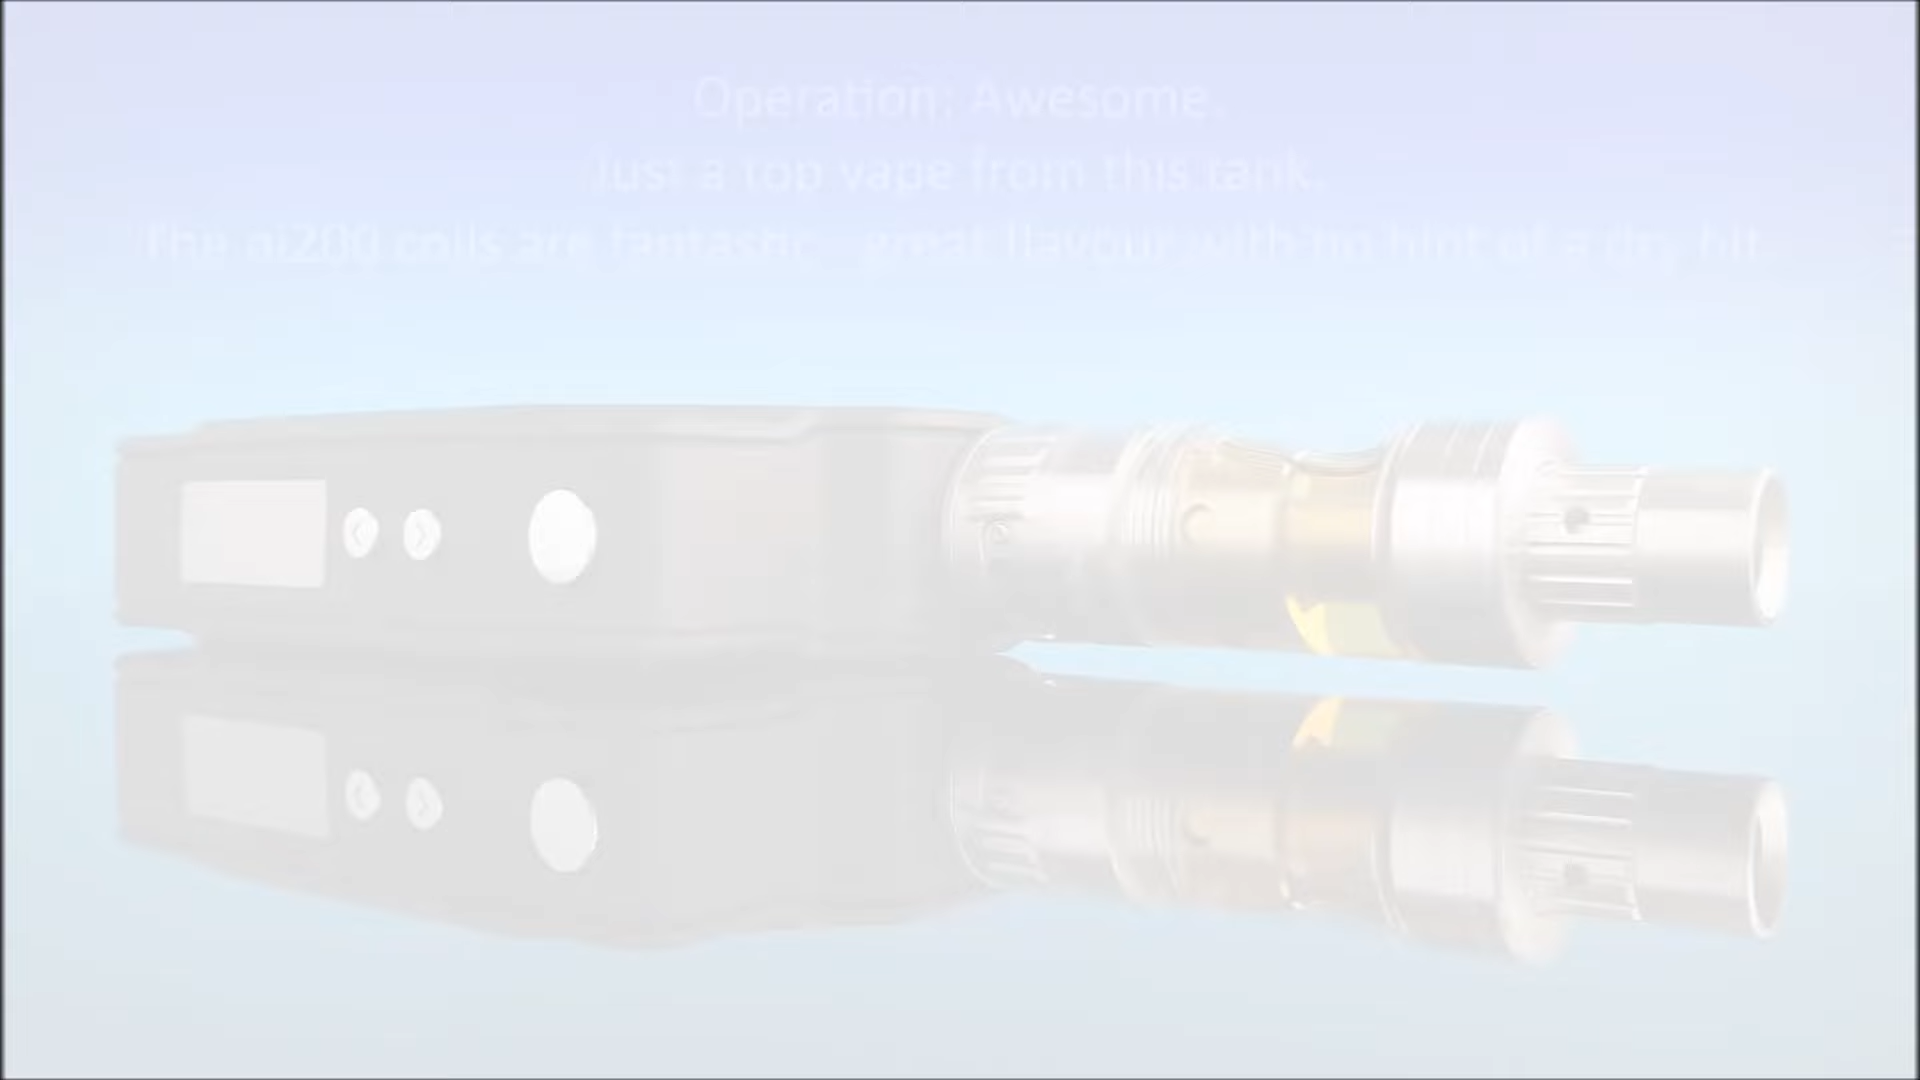 Operation: Awesome.
Just a top vape from this tank.
The ni200 coils are fantastic, great flavour with no hint of a dry hit